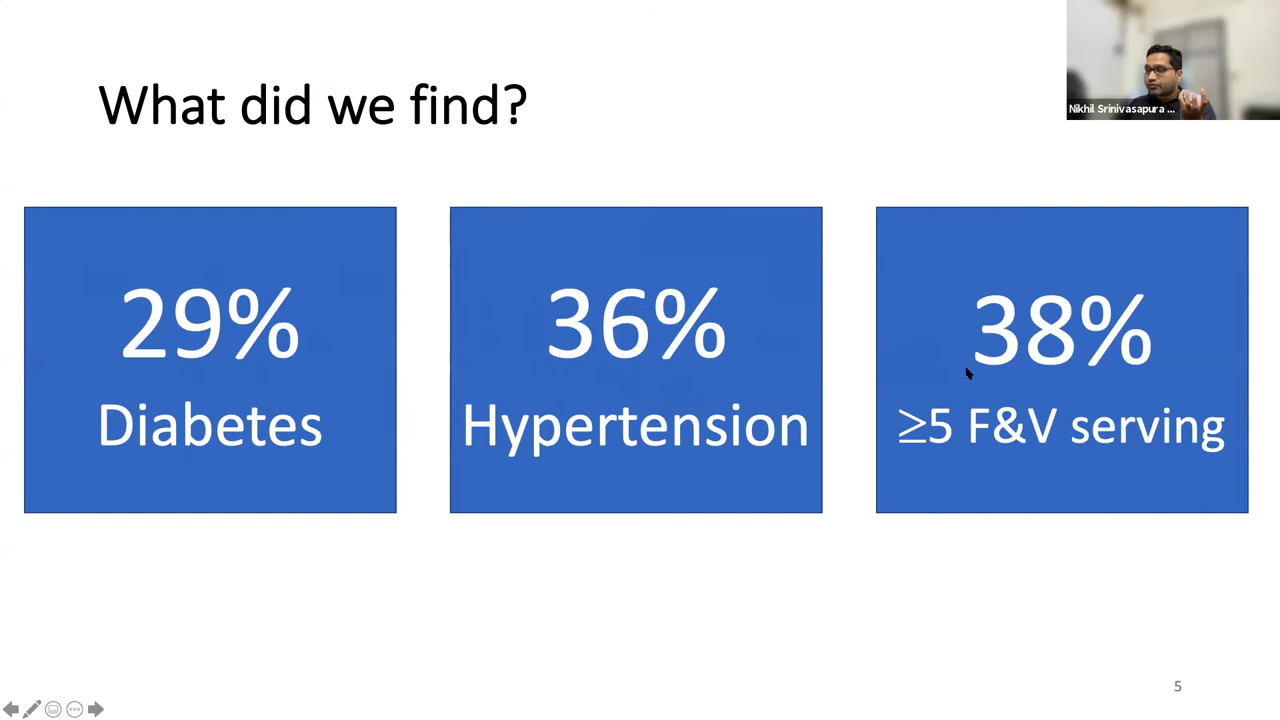 What did we find?
Nikhil Srinivasapura ...
29%
Diabetes
36%
Hypertension
38%
≥5 F&V serving
5